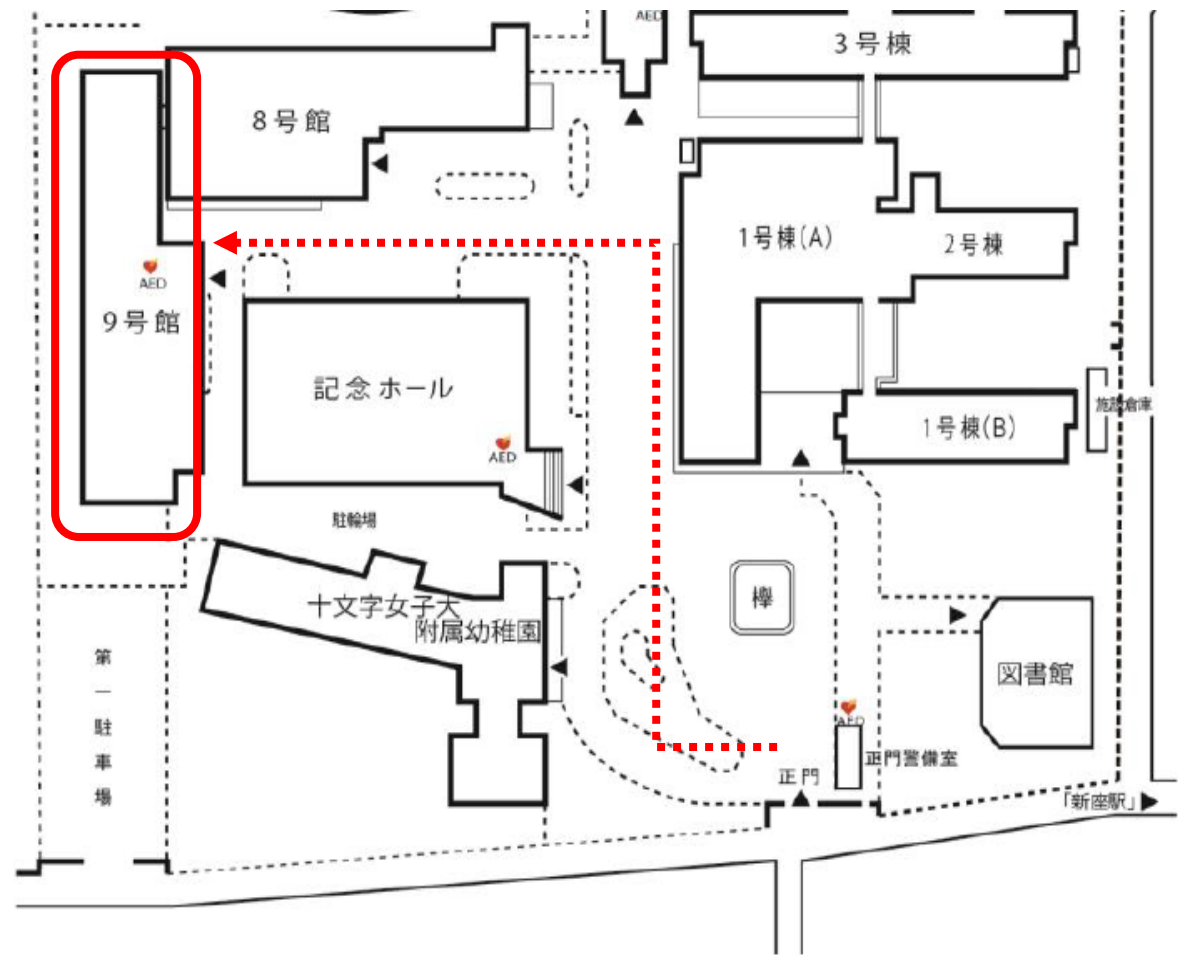 AED
3号棟
8号館
1号棟(A)
2号棟
AED
9号館
記念ホール
施設倉庫
1号棟(B)
AED
駐輪場
欅
十文字女子大
附属幼稚園
図書館
第一駐車場
AED
正門警備室
正門
「新座駅」